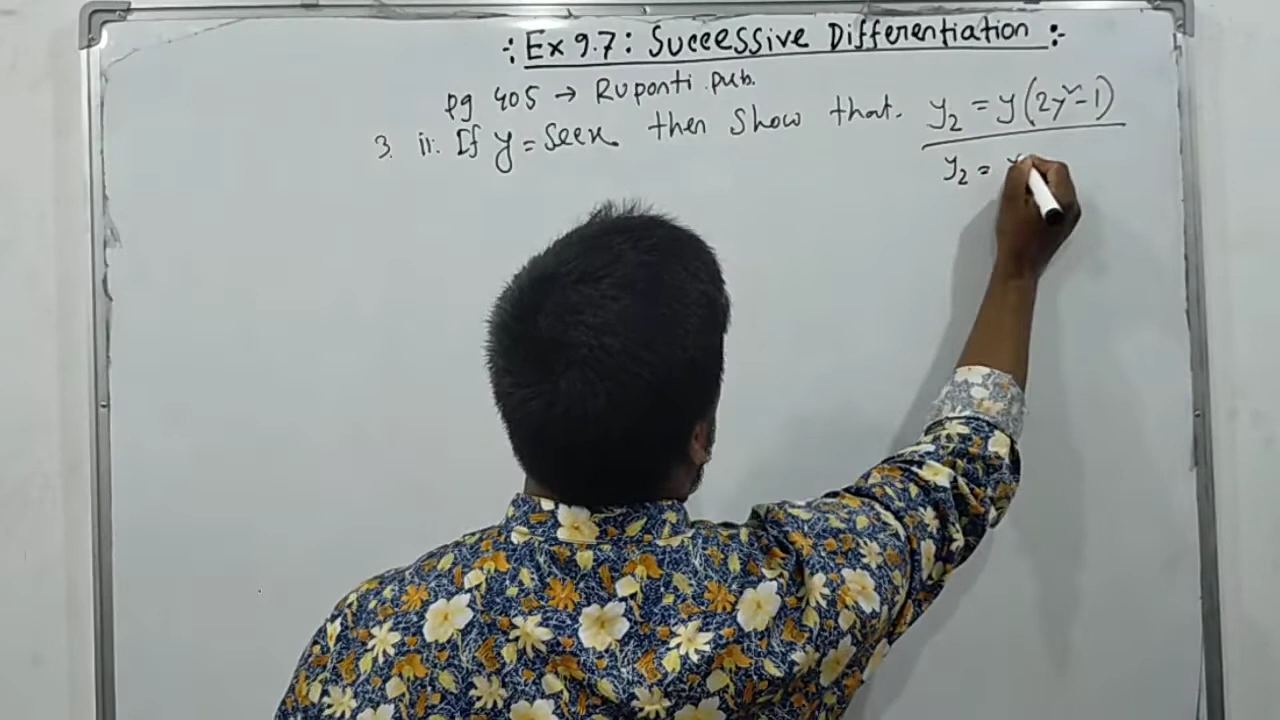 :Ex 9.7: Successive Differentiation :-
pg 405 → Ruponti pub.
3. ii. If y = Secx then Show that. y₂ = y(2y²-1)
y₂ =